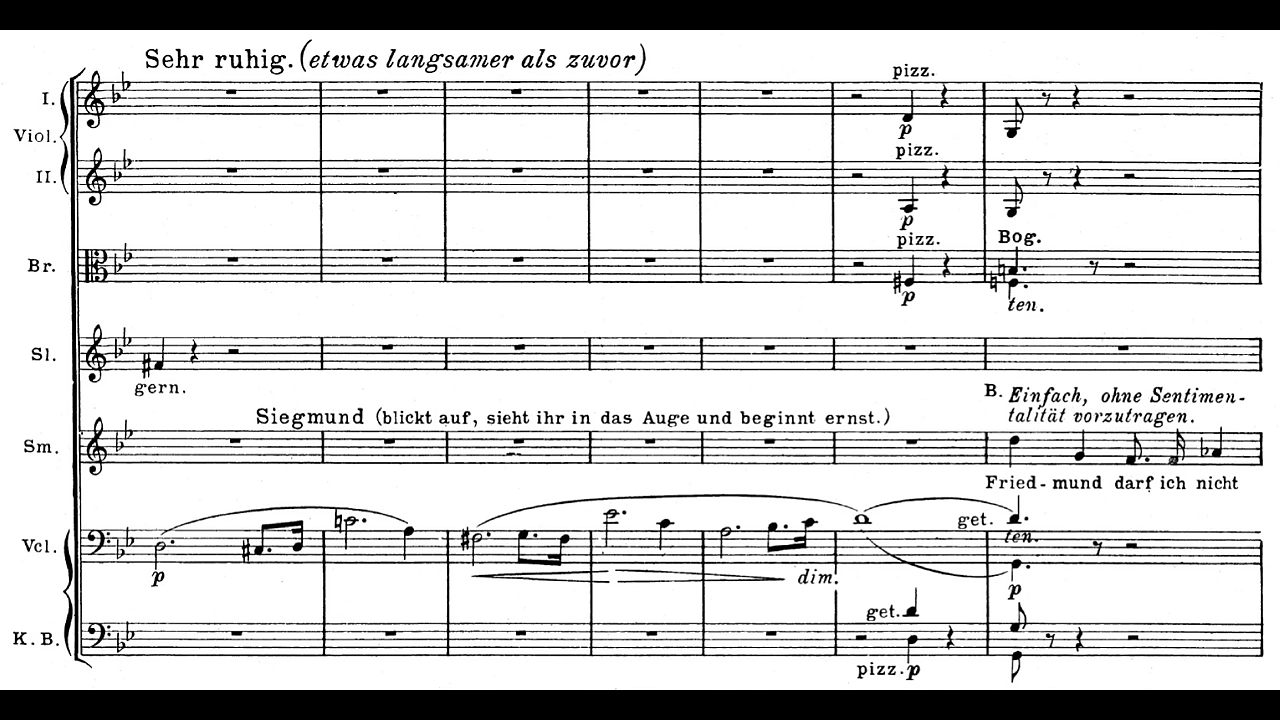 Sehr ruhig. (etwas langsamer als zuvor)
pizz.
I.
p
Viol.
pizz.
II.
p
pizz.
Bog.
Br.
p
ten.
Sl.
gern.
B. Einfach, ohne Sentimen-
talität vorzutragen.
Siegmund (blickt auf, sieht ihr in das Auge und beginnt ernst.)
Sm.
Fried-mund darf ich nicht
get.
ten.
Vcl.
p
dim.
p
get.
K.B.
pizz. p